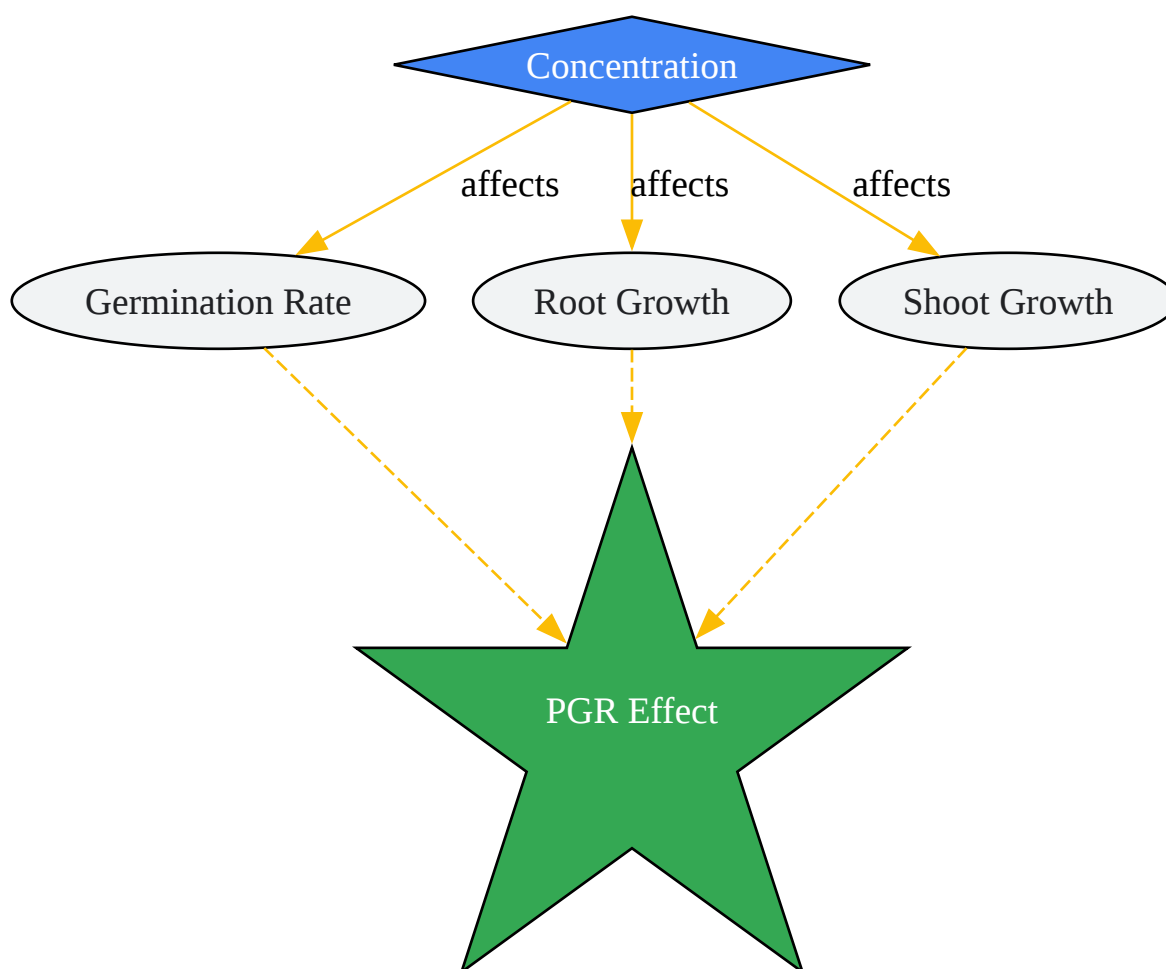 Concentration
affects
affects
affects
Germination Rate
Root Growth
Shoot Growth
PGR Effect